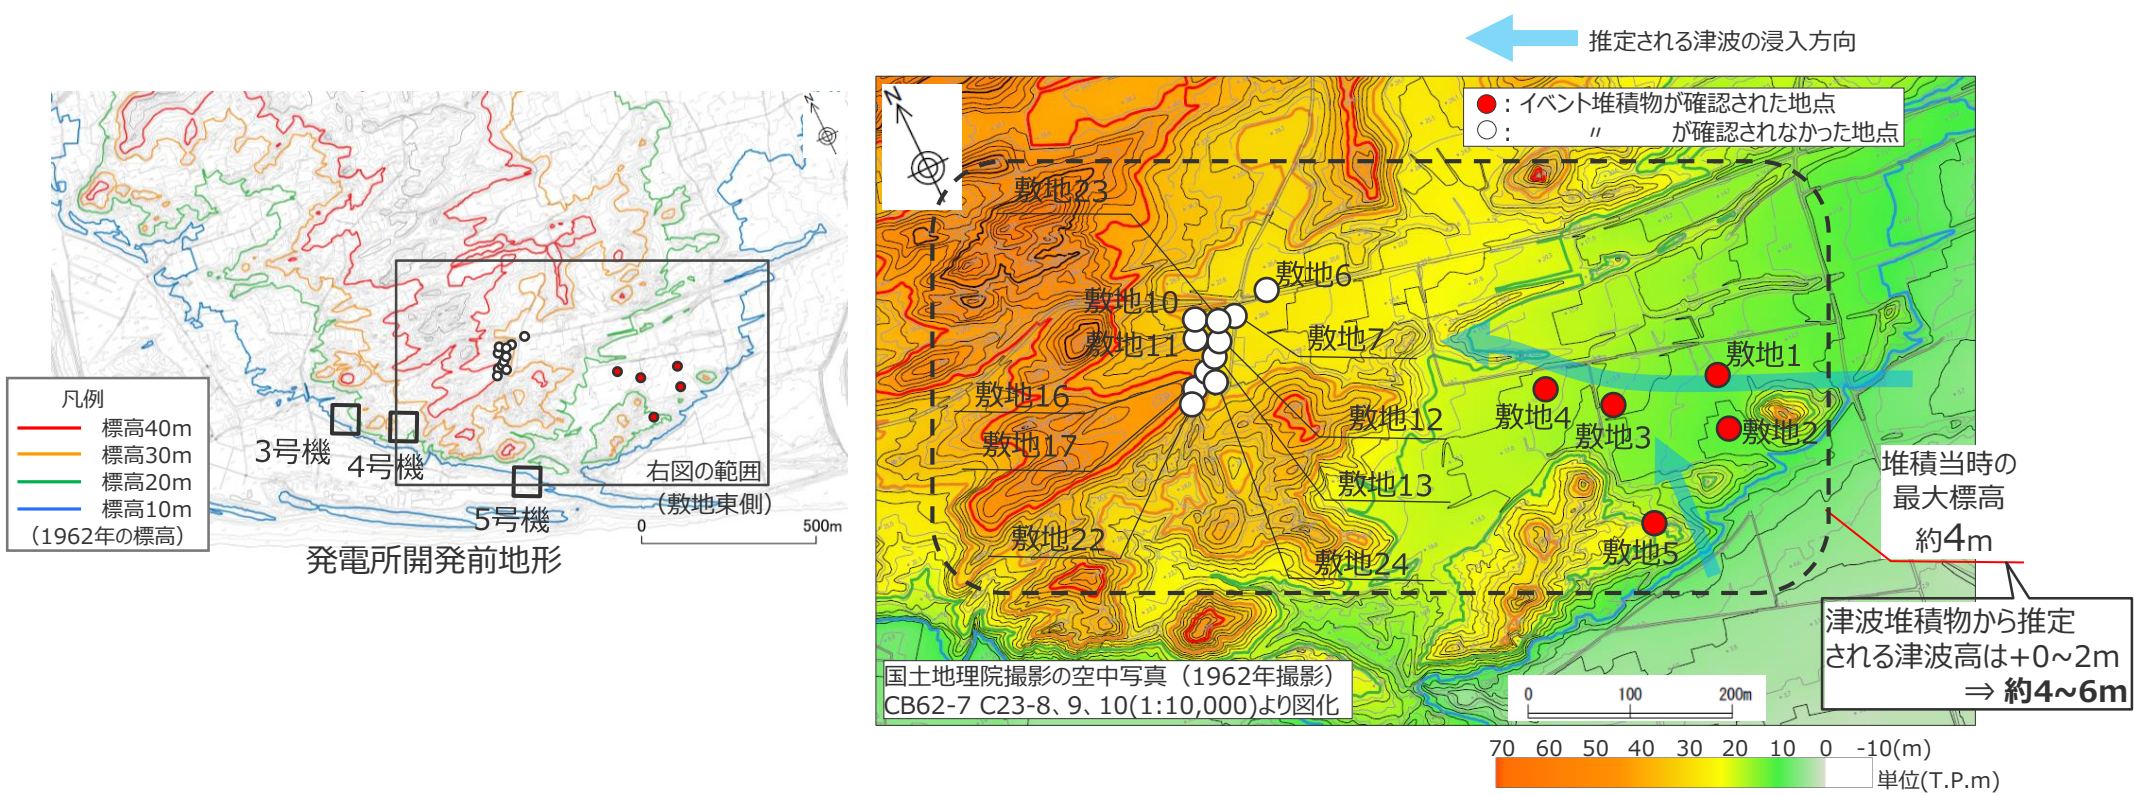 推定される津波の浸入方向
N
凡例
標高40m
標高30m
標高20m
標高10m
(1962年の標高)
3号機
4号機
5号機
右図の範囲
(敷地東側)
0 500m
発電所開発前地形
N
●：イベント堆積物が確認された地点
○： 〃 が確認されなかった地点
敷地23
敷地6
敷地10
敷地7
敷地11
敷地1
敷地16
敷地12
敷地4
敷地3
敷地2
敷地17
敷地13
敷地22
敷地24
敷地5
堆積当時の
最大標高
約4m
津波堆積物から推定
される津波高は+0~2m
⇒ 約4~6m
国土地理院撮影の空中写真（1962年撮影）
CB62-7 C23-8、9、10(1:10,000)より図化
0 100 200m
70 60 50 40 30 20 10 0 -10(m)
単位(T.P.m)